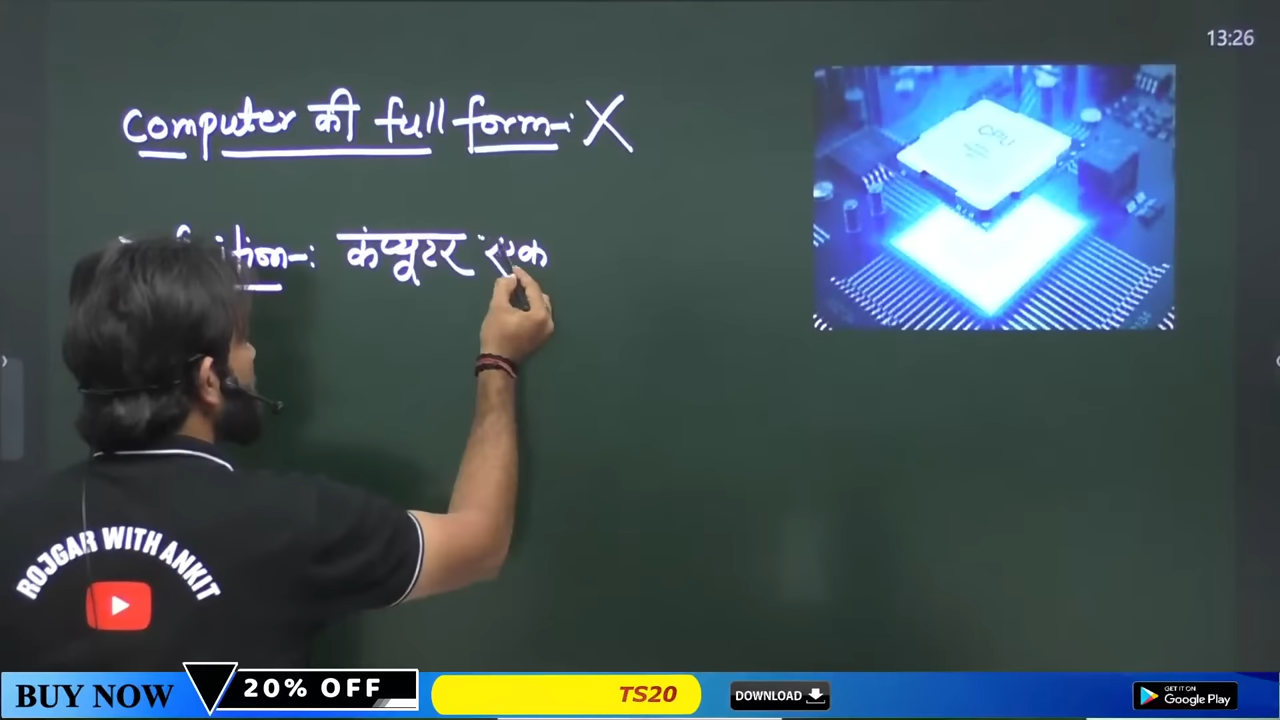 13:26
Computer की full form-: X
CPU
कंप्यूटर एक
ROJGAR WITH ANKIT
BUY NOW
20% OFF
TS20
DOWNLOAD
GET IT ON
Google Play